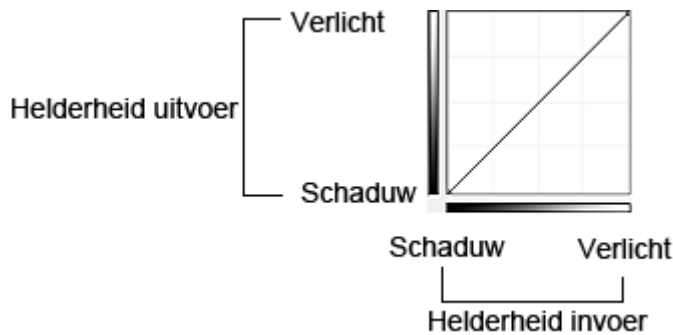 Verlicht
Helderheid uitvoer
Schaduw
Schaduw Verlicht
Helderheid invoer